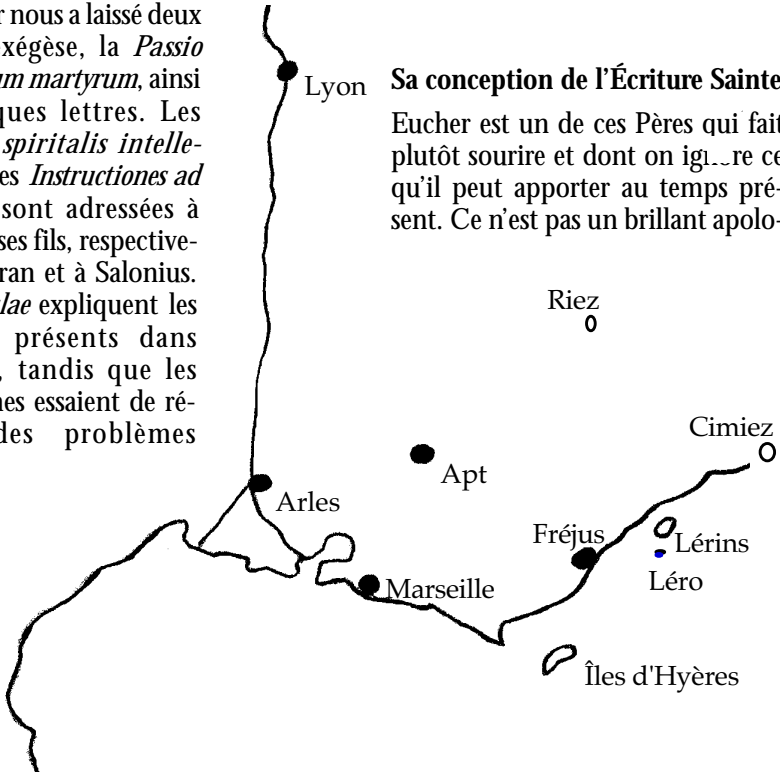 r nous a laissé deux
xégèse, la Passio
um martyrum, ainsi
ques lettres. Les
spiritalis intelle-
es Instructiones ad
sont adressées à
ses fils, respective-
ran et à Salonius.
lae expliquent les
présents dans
, tandis que les
nes essaient de ré-
des problèmes
Sa conception de l'Écriture Sainte
Eucher est un de ces Pères qui fait
plutôt sourire et dont on ignore ce
qu'il peut apporter au temps pré-
sent. Ce n'est pas un brillant apolo-
Lyon
Riez
Cimiez
Apt
Arles
Fréjus
Lérins
Léro
Marseille
Îles d'Hyères